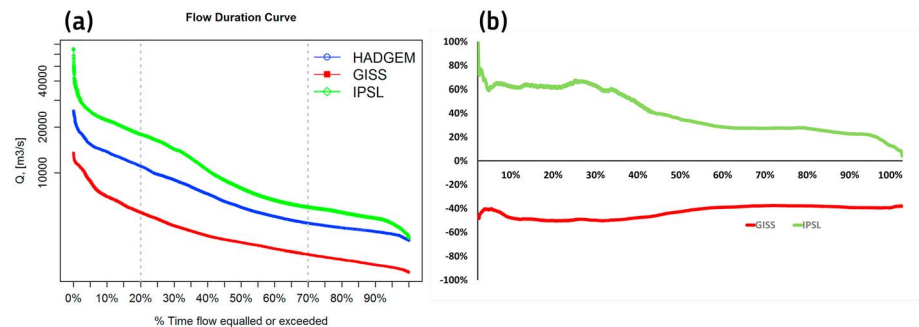 (a)
Flow Duration Curve
HADGEM
GISS
IPSL
Q, [m3/s]
40000
20000
10000
0% 10% 20% 30% 40% 50% 60% 70% 80% 90%
% Time flow equalled or exceeded
(b)
100%
80%
60%
40%
20%
0%
10% 20% 30% 40% 50% 60% 70% 80% 90% 100%
-20%
-40%
GISS IPSL
-60%
-80%
-100%